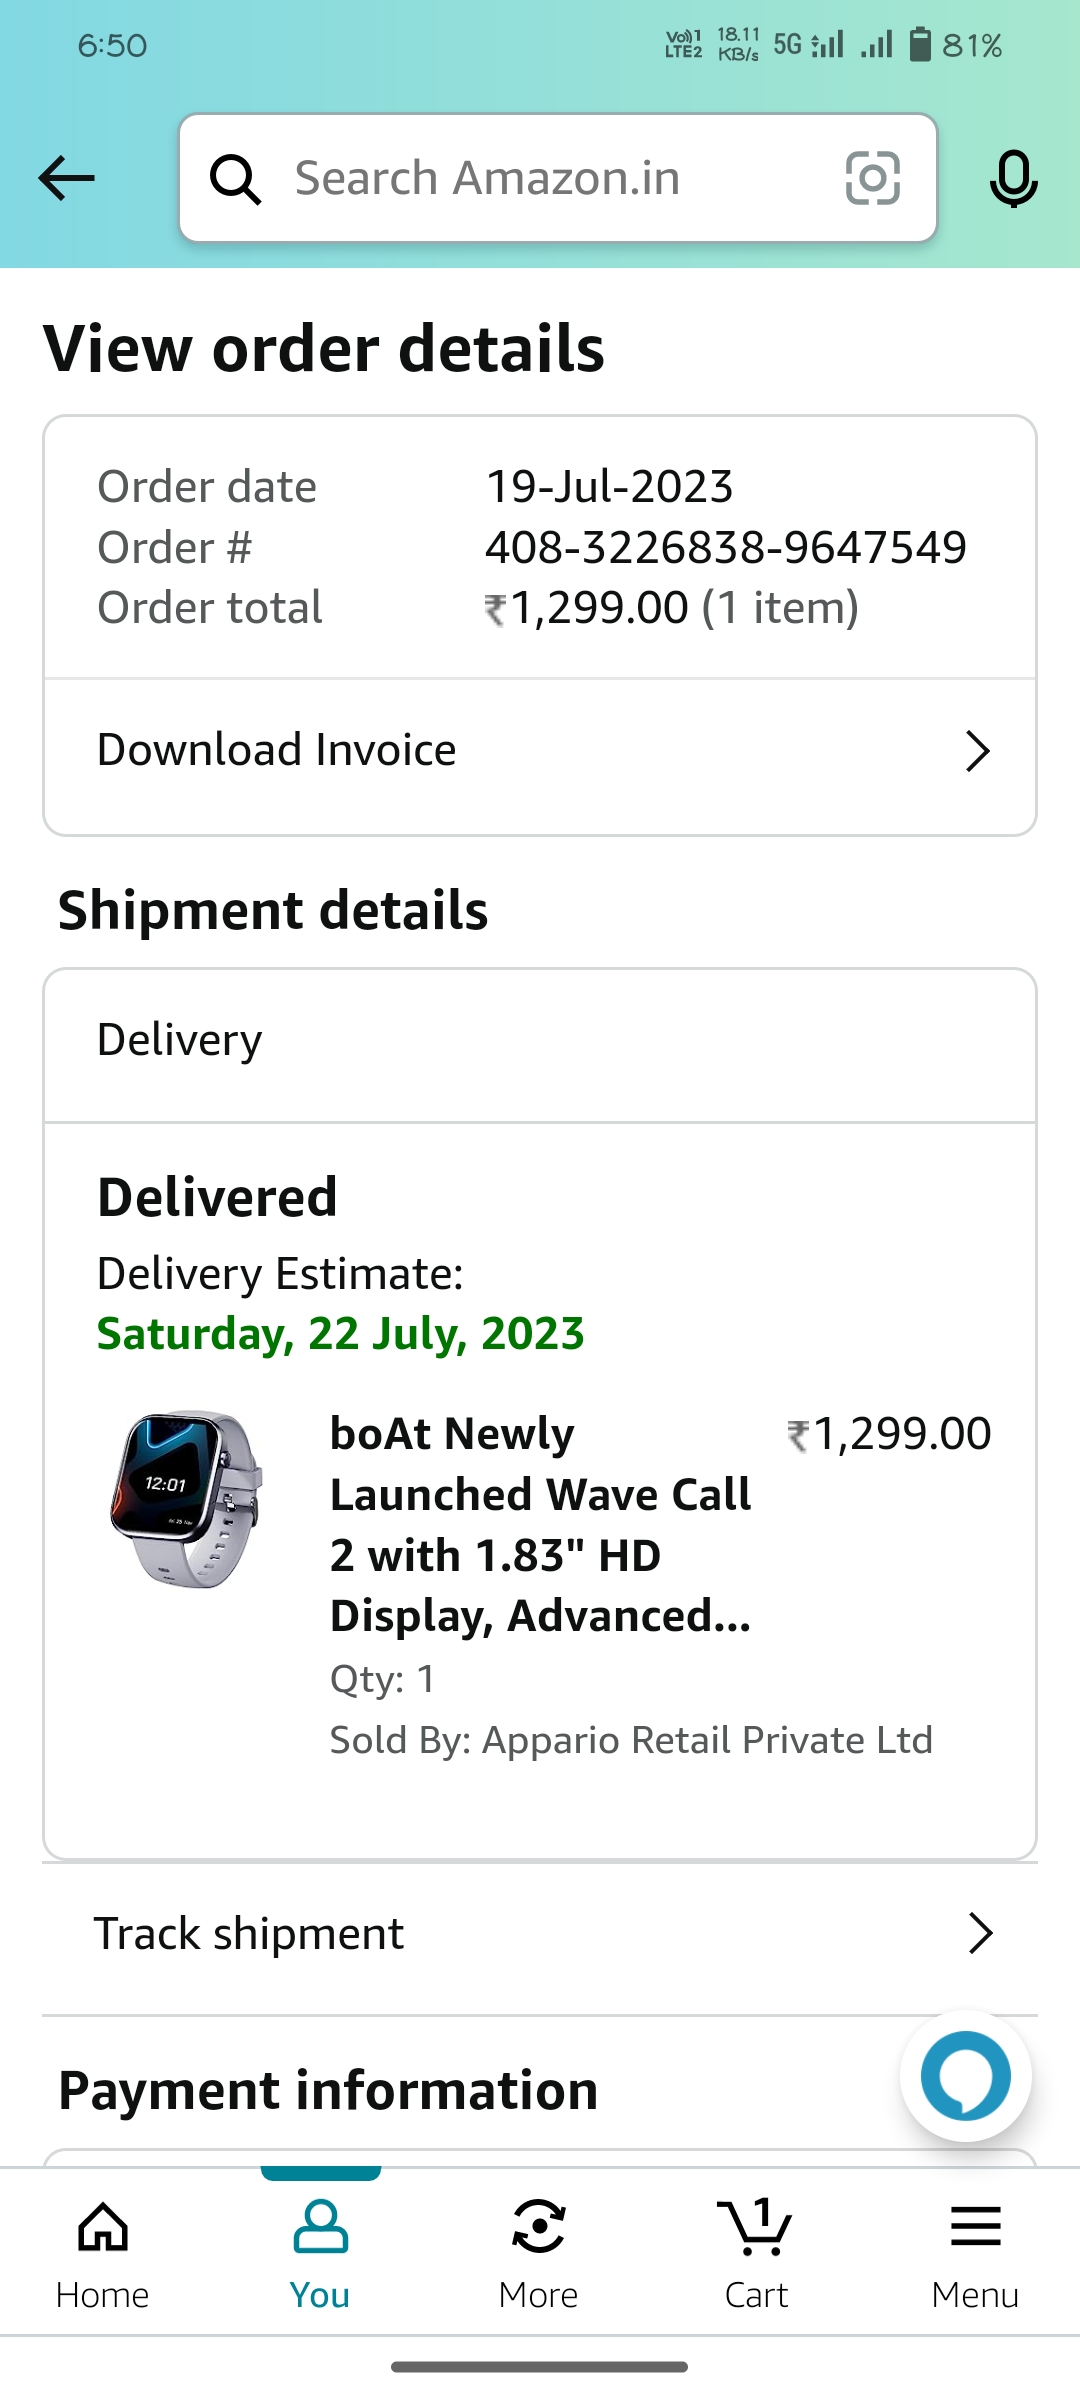 6:50
Vo)) 1
LTE2
18.11
KB/s
5G
81%
Search Amazon.in
View order details
Order date 19-Jul-2023
Order # 408-3226838-9647549
Order total ₹1,299.00 (1 item)
Download Invoice
Shipment details
Delivery
Delivered
Delivery Estimate:
Saturday, 22 July, 2023
12:01
boAt Newly ₹1,299.00
Launched Wave Call
2 with 1.83" HD
Display, Advanced...
Qty: 1
Sold By: Appario Retail Private Ltd
Track shipment
Payment information
1
Home You More Cart Menu